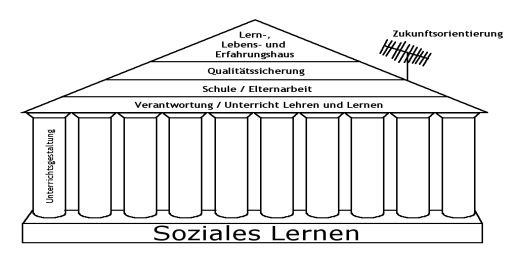 Lern-,
Lebens- und
Erfahrungshaus
Zukunftsorientierung
Qualitätssicherung
Schule / Elternarbeit
Verantwortung / Unterricht Lehren und Lernen
Unterrichtsgestaltung
Soziales Lernen